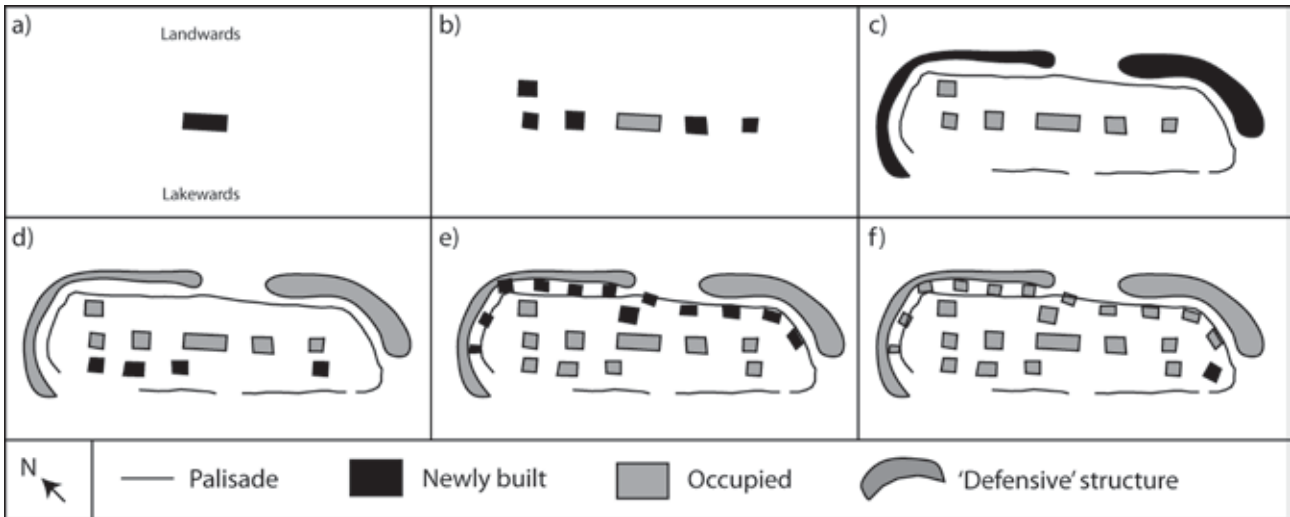 a)
Landwards
Lakewards
b)
c)
d)
e)
f)
N
Palisade
Newly built
Occupied
'Defensive' structure